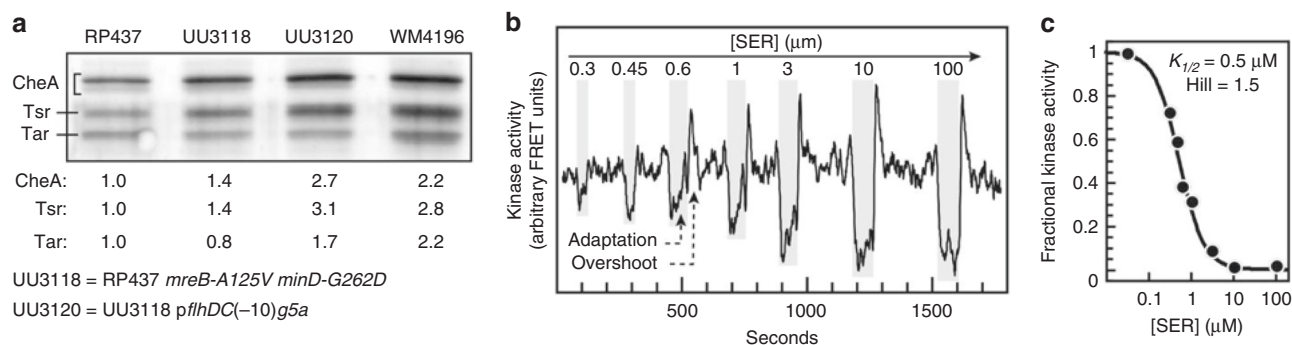 a
RP437 UU3118 UU3120 WM4196
CheA
Tsr
Tar
CheA: 1.0 1.4 2.7 2.2
Tsr: 1.0 1.4 3.1 2.8
Tar: 1.0 0.8 1.7 2.2
UU3118 = RP437 mreB-A125V minD-G262D
UU3120 = UU3118 pflhDC(–10)g5a
b
[SER] (μm)
0.3 0.45 0.6 1 3 10 100
Kinase activity
(arbitrary FRET units)
Adaptation
Overshoot
500 1000 1500
Seconds
c
K1/2 = 0.5 μM
Hill = 1.5
Fractional kinase activity
1
0.8
0.6
0.4
0.2
0
0.1 1 10 100
[SER] (μM)